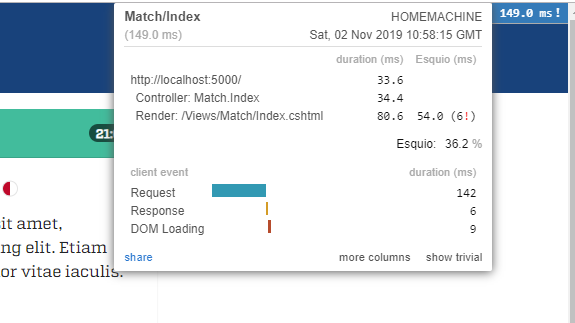 149.0 ms!
Match/Index HOMEMACHINE
(149.0 ms) Sat, 02 Nov 2019 10:58:15 GMT
duration (ms) Esquio (ms)
http://localhost:5000/ 33.6
Controller: Match.Index 34.4
Render: /Views/Match/Index.cshtml 80.6 54.0 (6!)
Esquio: 36.2 %
client event duration (ms)
Request 142
Response 6
DOM Loading 9
share more columns show trivial
21:
sit amet,
ng elit. Etiam
or vitae iaculis.